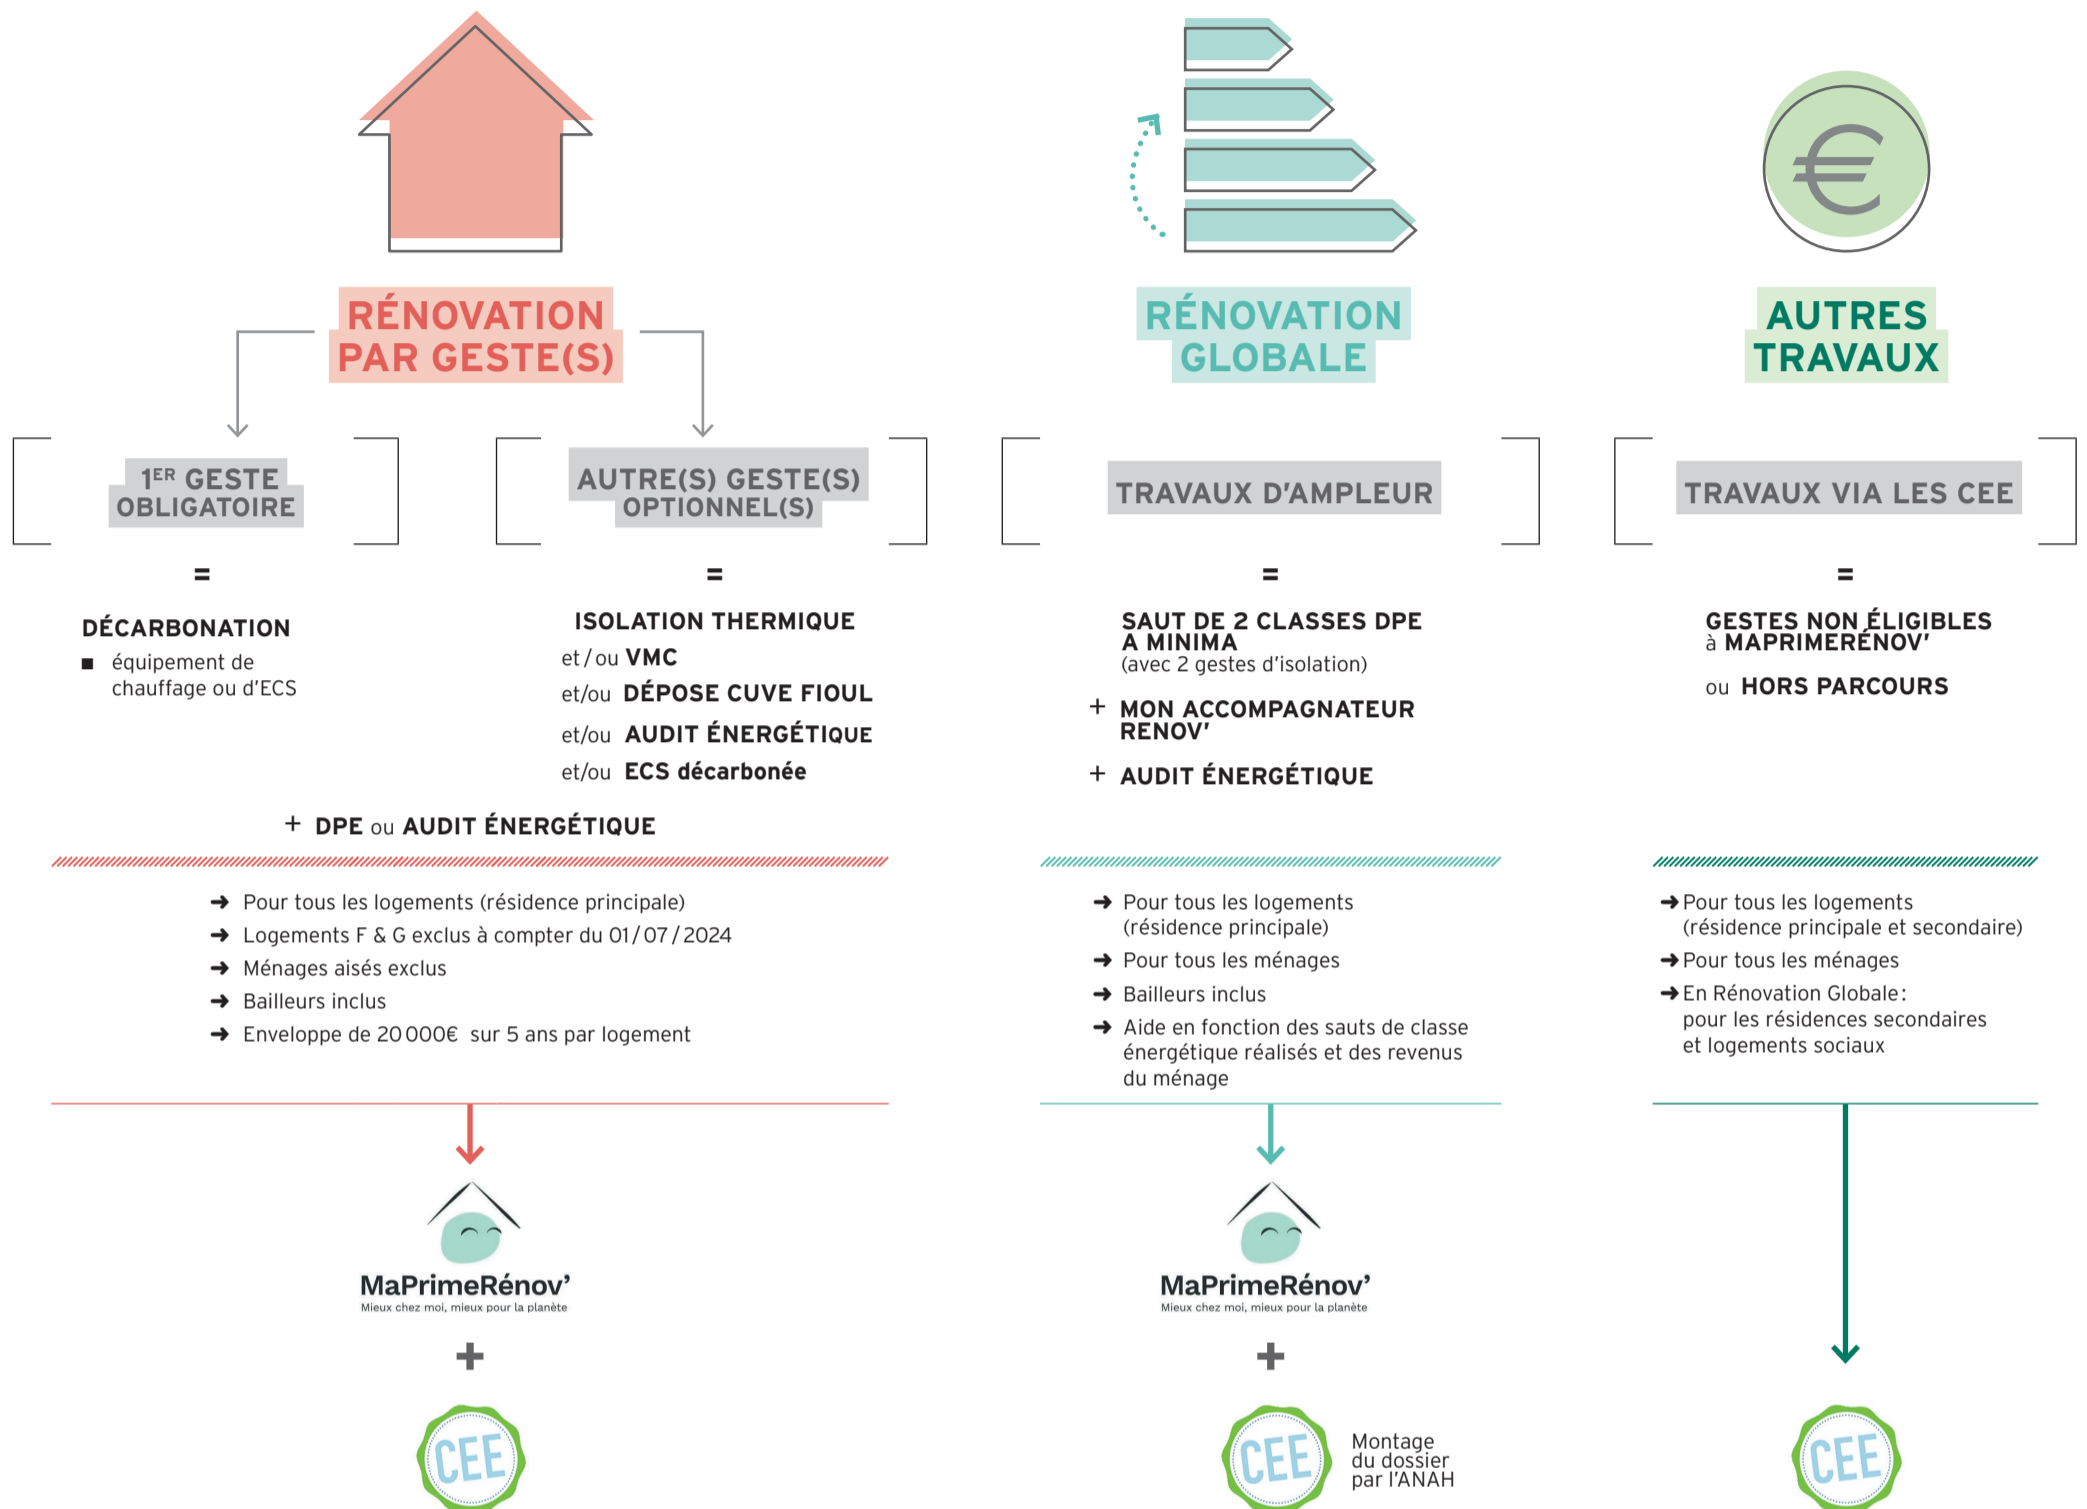 RÉNOVATION
PAR GESTE(S)
1ER GESTE
OBLIGATOIRE
=
DÉCARBONATION
■ équipement de
chauffage ou d'ECS
AUTRE(S) GESTE(S)
OPTIONNEL(S)
=
ISOLATION THERMIQUE
et/ou VMC
et/ou DÉPOSE CUVE FIOUL
et/ou AUDIT ÉNERGÉTIQUE
et/ou ECS décarbonée
+ DPE ou AUDIT ÉNERGÉTIQUE
➜ Pour tous les logements (résidence principale)
➜ Logements F & G exclus à compter du 01/07/2024
➜ Ménages aisés exclus
➜ Bailleurs inclus
➜ Enveloppe de 20 000€ sur 5 ans par logement
MaPrimeRénov'
Mieux chez moi, mieux pour la planète
+
CEE
RÉNOVATION
GLOBALE
TRAVAUX D'AMPLEUR
=
SAUT DE 2 CLASSES DPE
A MINIMA
(avec 2 gestes d'isolation)
+ MON ACCOMPAGNATEUR
RENOV'
+ AUDIT ÉNERGÉTIQUE
➜ Pour tous les logements
(résidence principale)
➜ Pour tous les ménages
➜ Bailleurs inclus
➜ Aide en fonction des sauts de classe
énergétique réalisés et des revenus
du ménage
MaPrimeRénov'
Mieux chez moi, mieux pour la planète
+
CEE
Montage
du dossier
par l'ANAH
€
AUTRES
TRAVAUX
TRAVAUX VIA LES CEE
=
GESTES NON ÉLIGIBLES
à MAPRIMERÉNOV'
ou HORS PARCOURS
➜ Pour tous les logements
(résidence principale et secondaire)
➜ Pour tous les ménages
➜ En Rénovation Globale:
pour les résidences secondaires
et logements sociaux
CEE